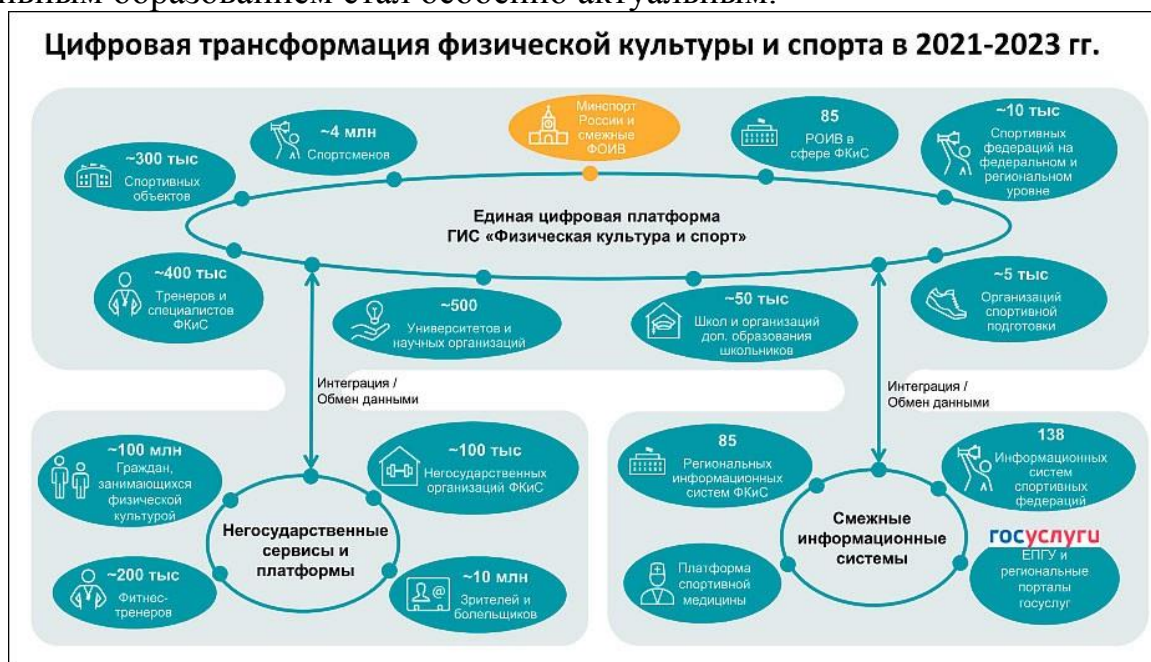 образованием стал особенно актуальным.
Цифровая трансформация физической культуры и спорта в 2021-2023 гг.
~300 тыс
Спортивных
объектов
~4 млн
Спортсменов
Минспорт
России и
смежные
ФОИВ
85
РОИВ в
сфере ФКиС
~10 тыс
Спортивных
федераций на
федеральном и
региональном
уровне
Единая цифровая платформа
ГИС «Физическая культура и спорт»
~400 тыс
Тренеров и
специалистов
ФКиС
~500
Университетов и
научных организаций
~50 тыс
Школ и организаций
доп. образования
школьников
~5 тыс
Организаций
спортивной
подготовки
Интеграция /
Обмен данными
Интеграция /
Обмен данными
~100 млн
Граждан,
занимающихся
физической
культурой
~100 тыс
Негосударственных
организаций ФКиС
Негосударственные
сервисы и
платформы
~200 тыс
Фитнес-
тренеров
~10 млн
Зрителей и
болельщиков
85
Региональных
информационных
систем ФКиС
138
Информационных
систем
спортивных
федераций
Смежные
информационные
системы
Платформа
спортивной
медицины
госуслуги
ЕПГУ и
региональные
порталы
госуслуг